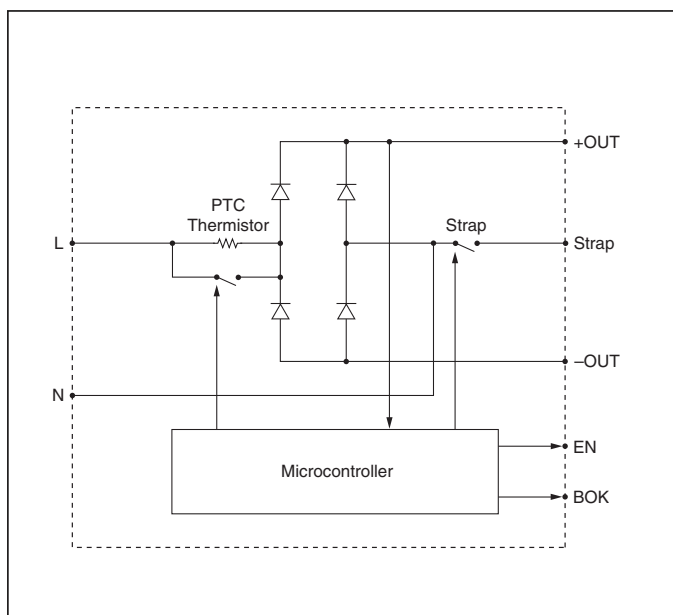 +OUT
PTC
Thermistor
Strap
L
Strap
–OUT
N
EN
Microcontroller
BOK